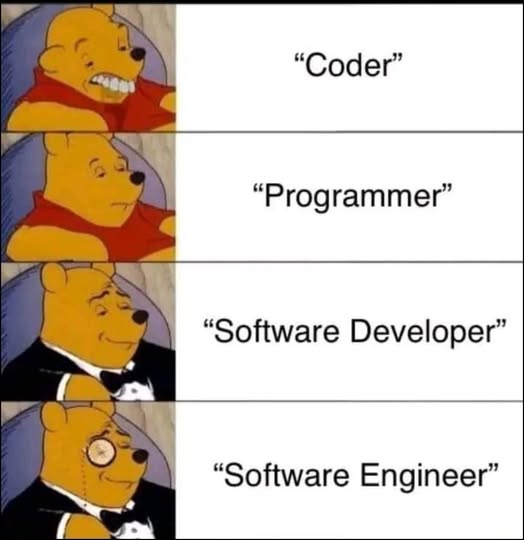 “Coder”
“Programmer”
“Software Developer”
“Software Engineer”